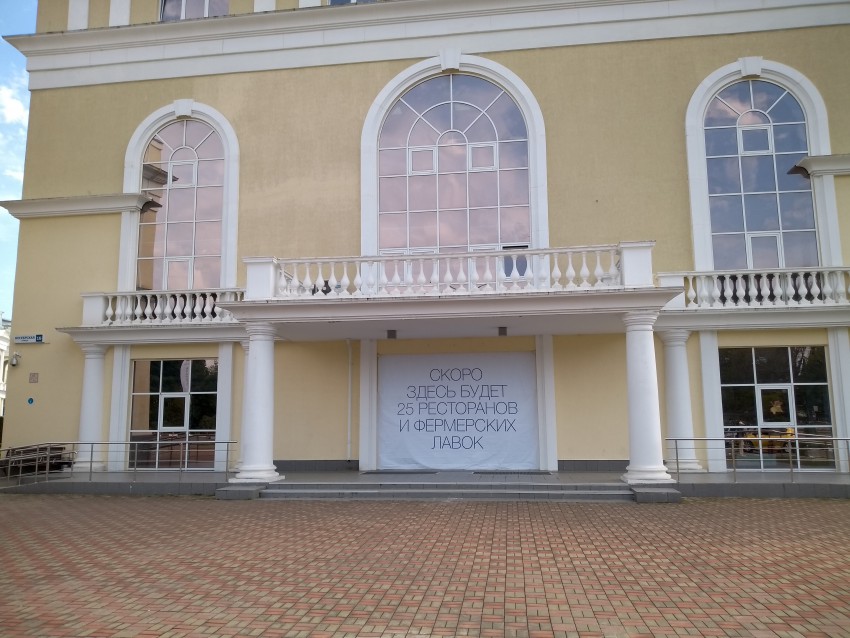 СКОРО
ЗДЕСЬ БУДЕТ
25 РЕСТОРАНОВ
И ФЕРМЕРСКИХ
ЛАВОК